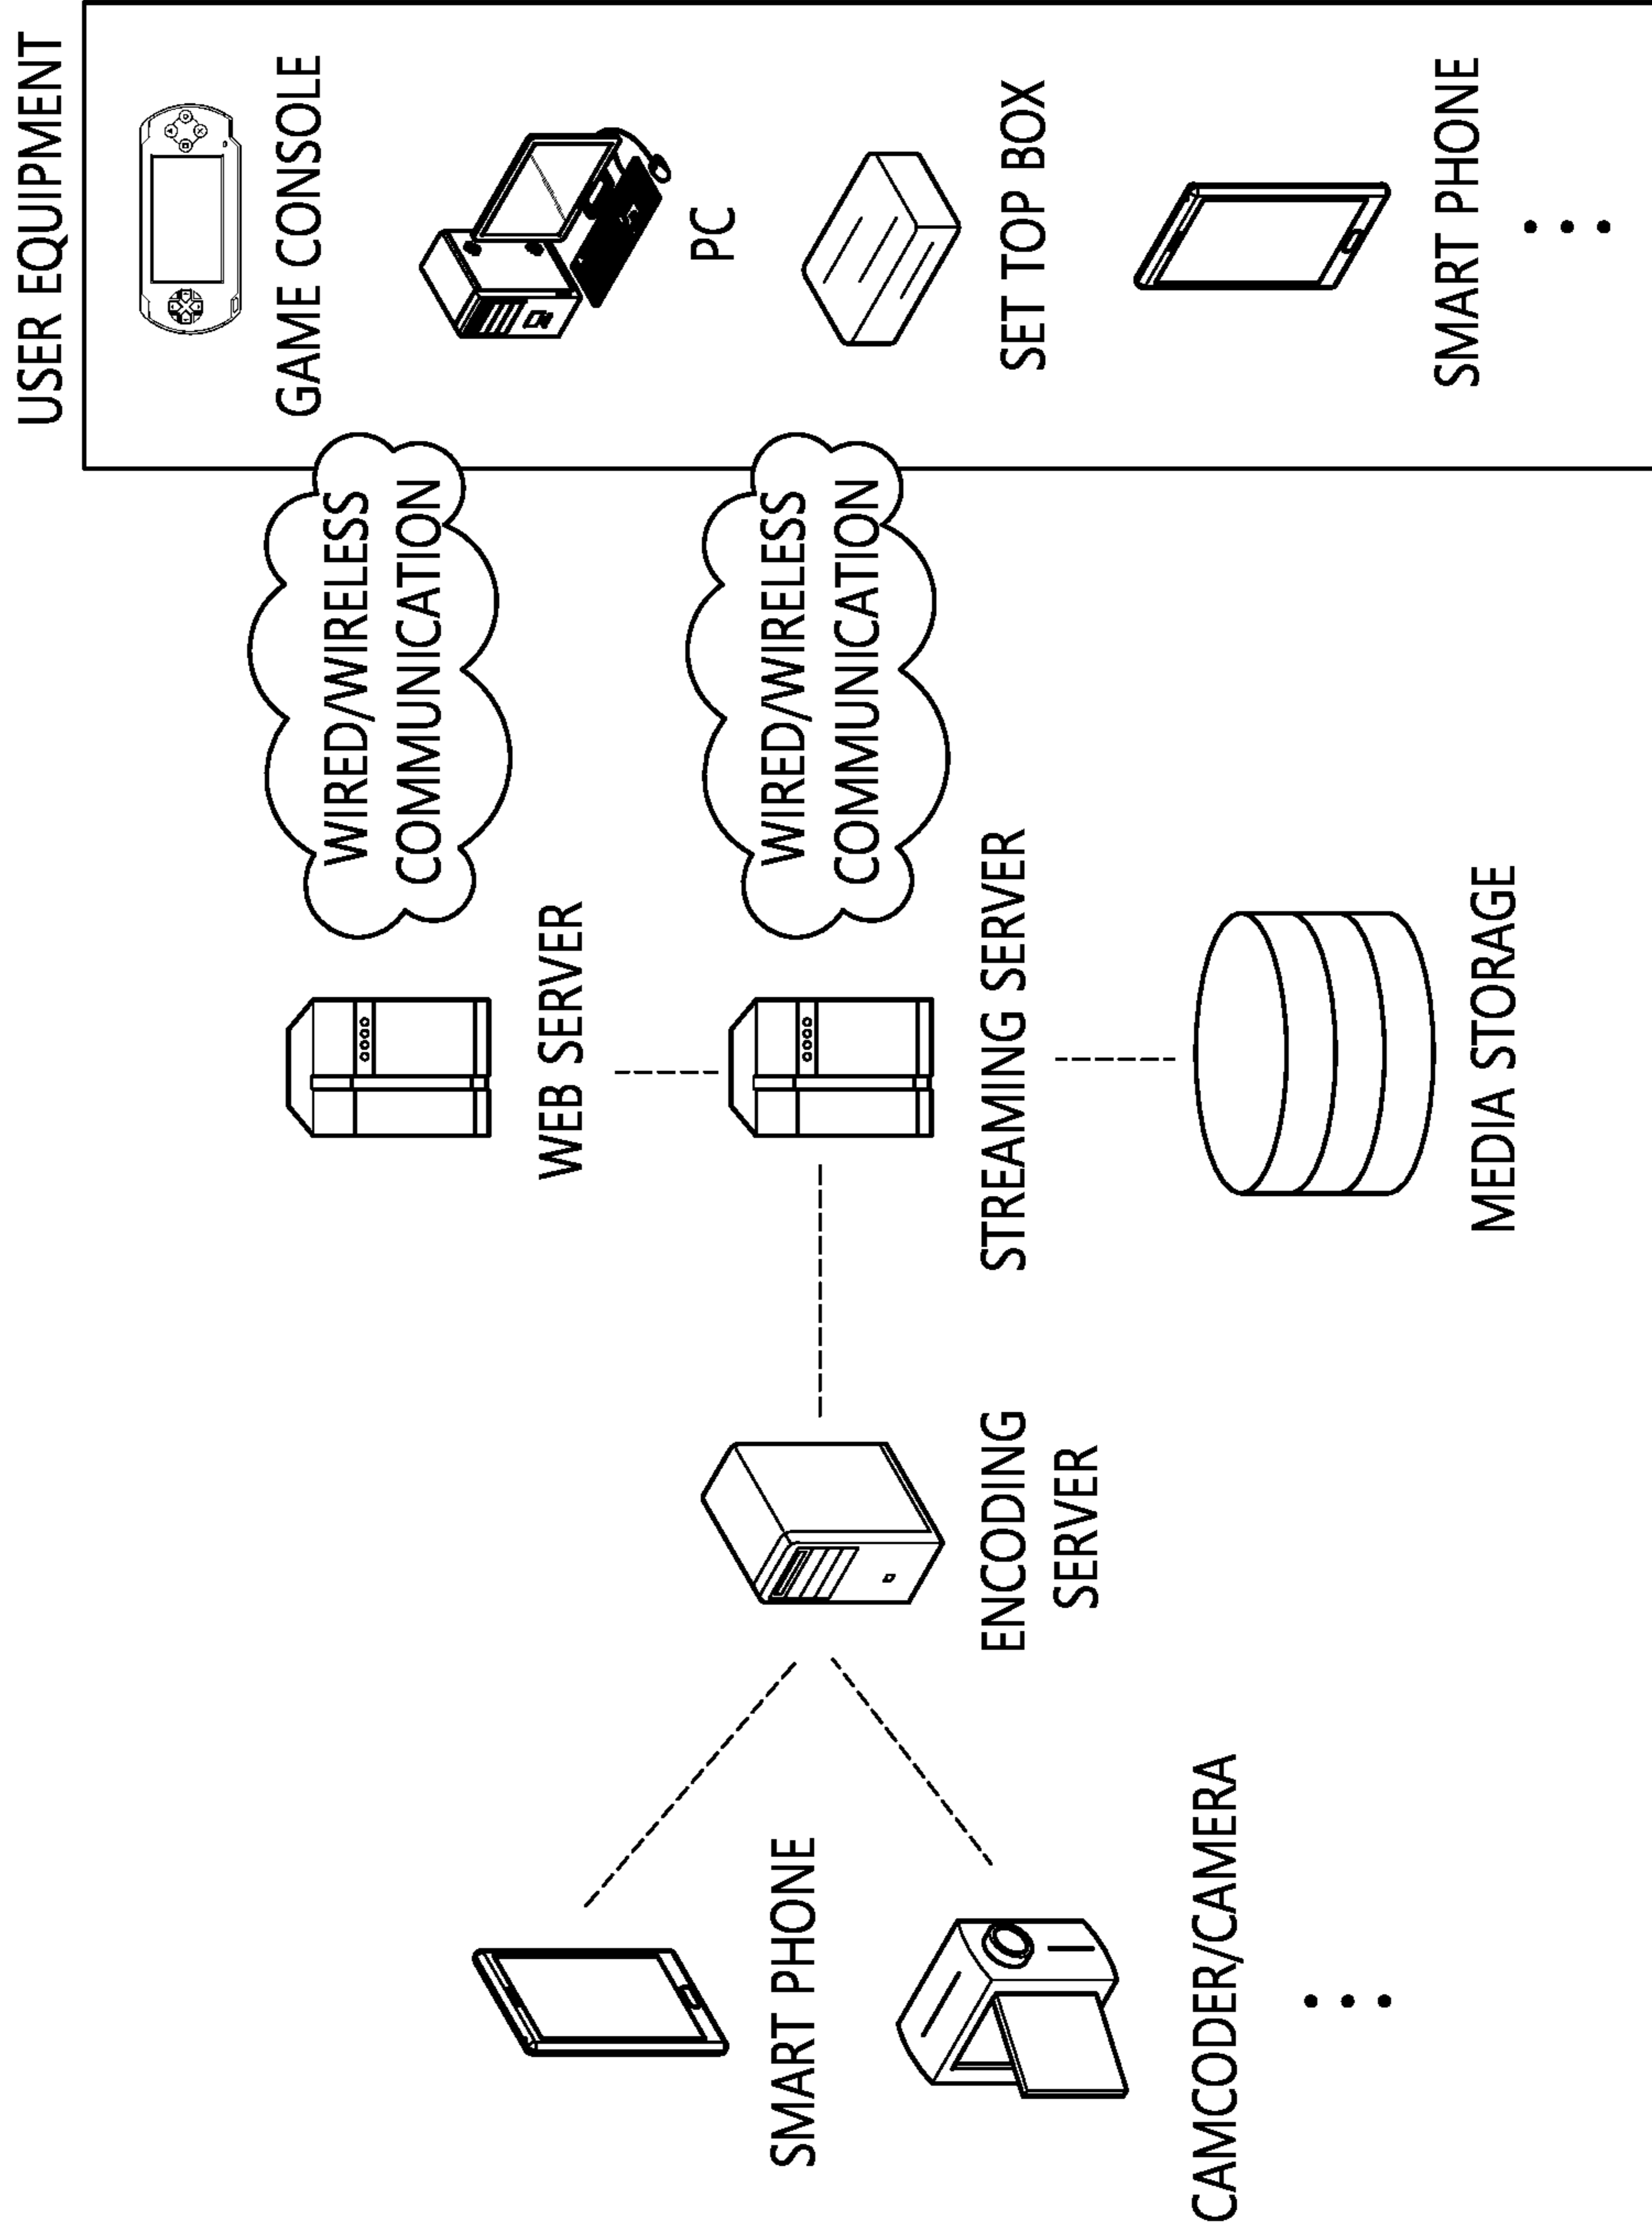 USER EQUIPMENT
GAME CONSOLE
PC
SET TOP BOX
SMART PHONE
WIRED/WIRELESS
COMMUNICATION
WIRED/WIRELESS
COMMUNICATION
WEB SERVER
STREAMING SERVER
MEDIA STORAGE
ENCODING
SERVER
SMART PHONE
CAMCODER/CAMERA